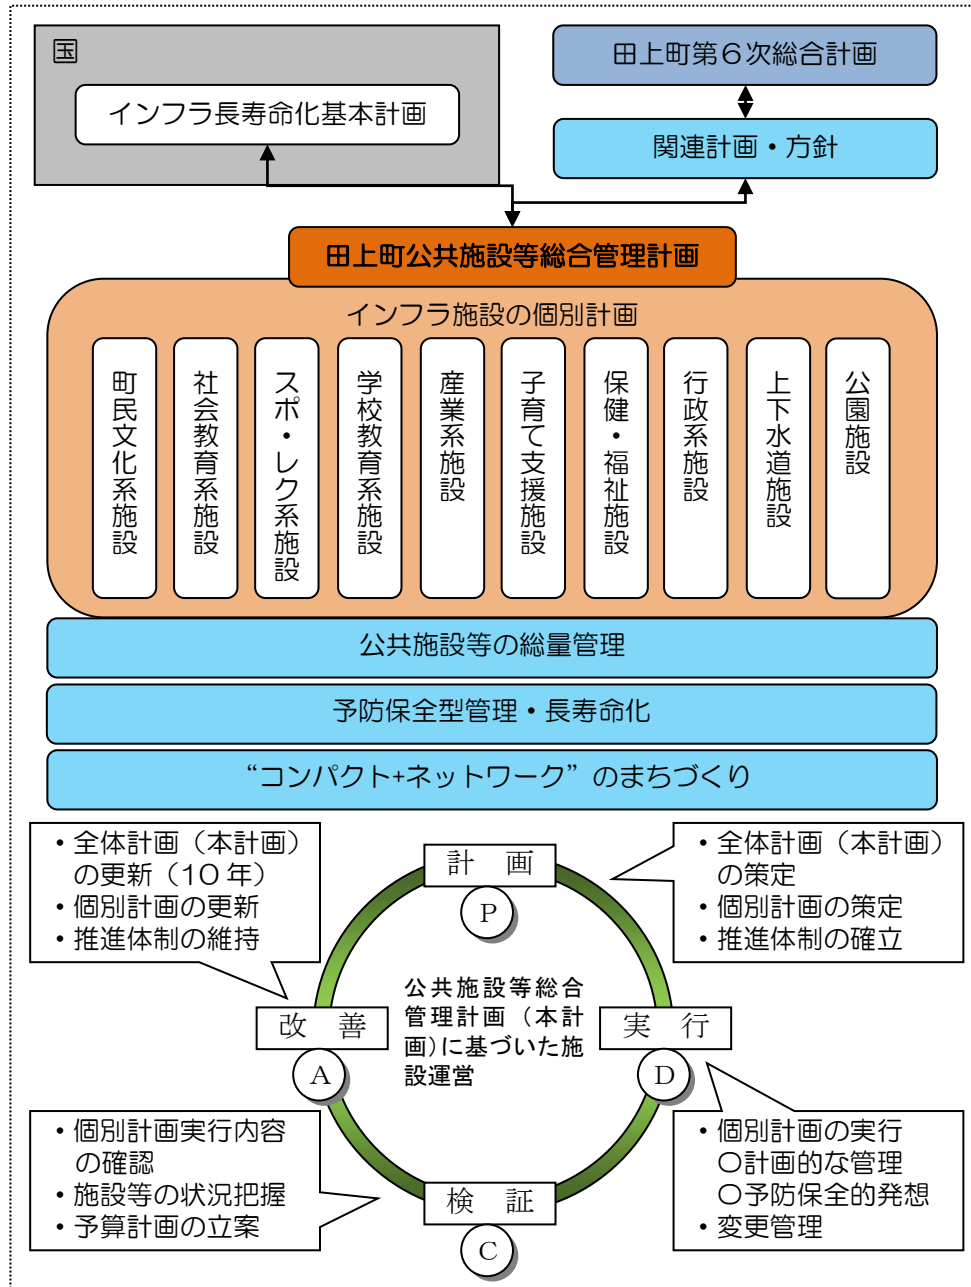 国
インフラ長寿命化基本計画
田上町第６次総合計画
関連計画・方針
田上町公共施設等総合管理計画
インフラ施設の個別計画
町民文化系施設
社会教育系施設
スポ・レク系施設
学校教育系施設
産業系施設
子育て支援施設
保健・福祉施設
行政系施設
上下水道施設
公園施設
公共施設等の総量管理
予防保全型管理・長寿命化
“コンパクト+ネットワーク”のまちづくり
・全体計画（本計画）
の更新（10 年）
・個別計画の更新
・推進体制の維持
計　画
P
・全体計画（本計画）
の策定
・個別計画の策定
・推進体制の確立
改　善
A
公共施設等総合
管理計画（本計
画)に基づいた施
設運営
実　行
D
・個別計画実行内容
の確認
・施設等の状況把握
・予算計画の立案
検　証
C
・個別計画の実行
〇計画的な管理
〇予防保全的発想
・変更管理